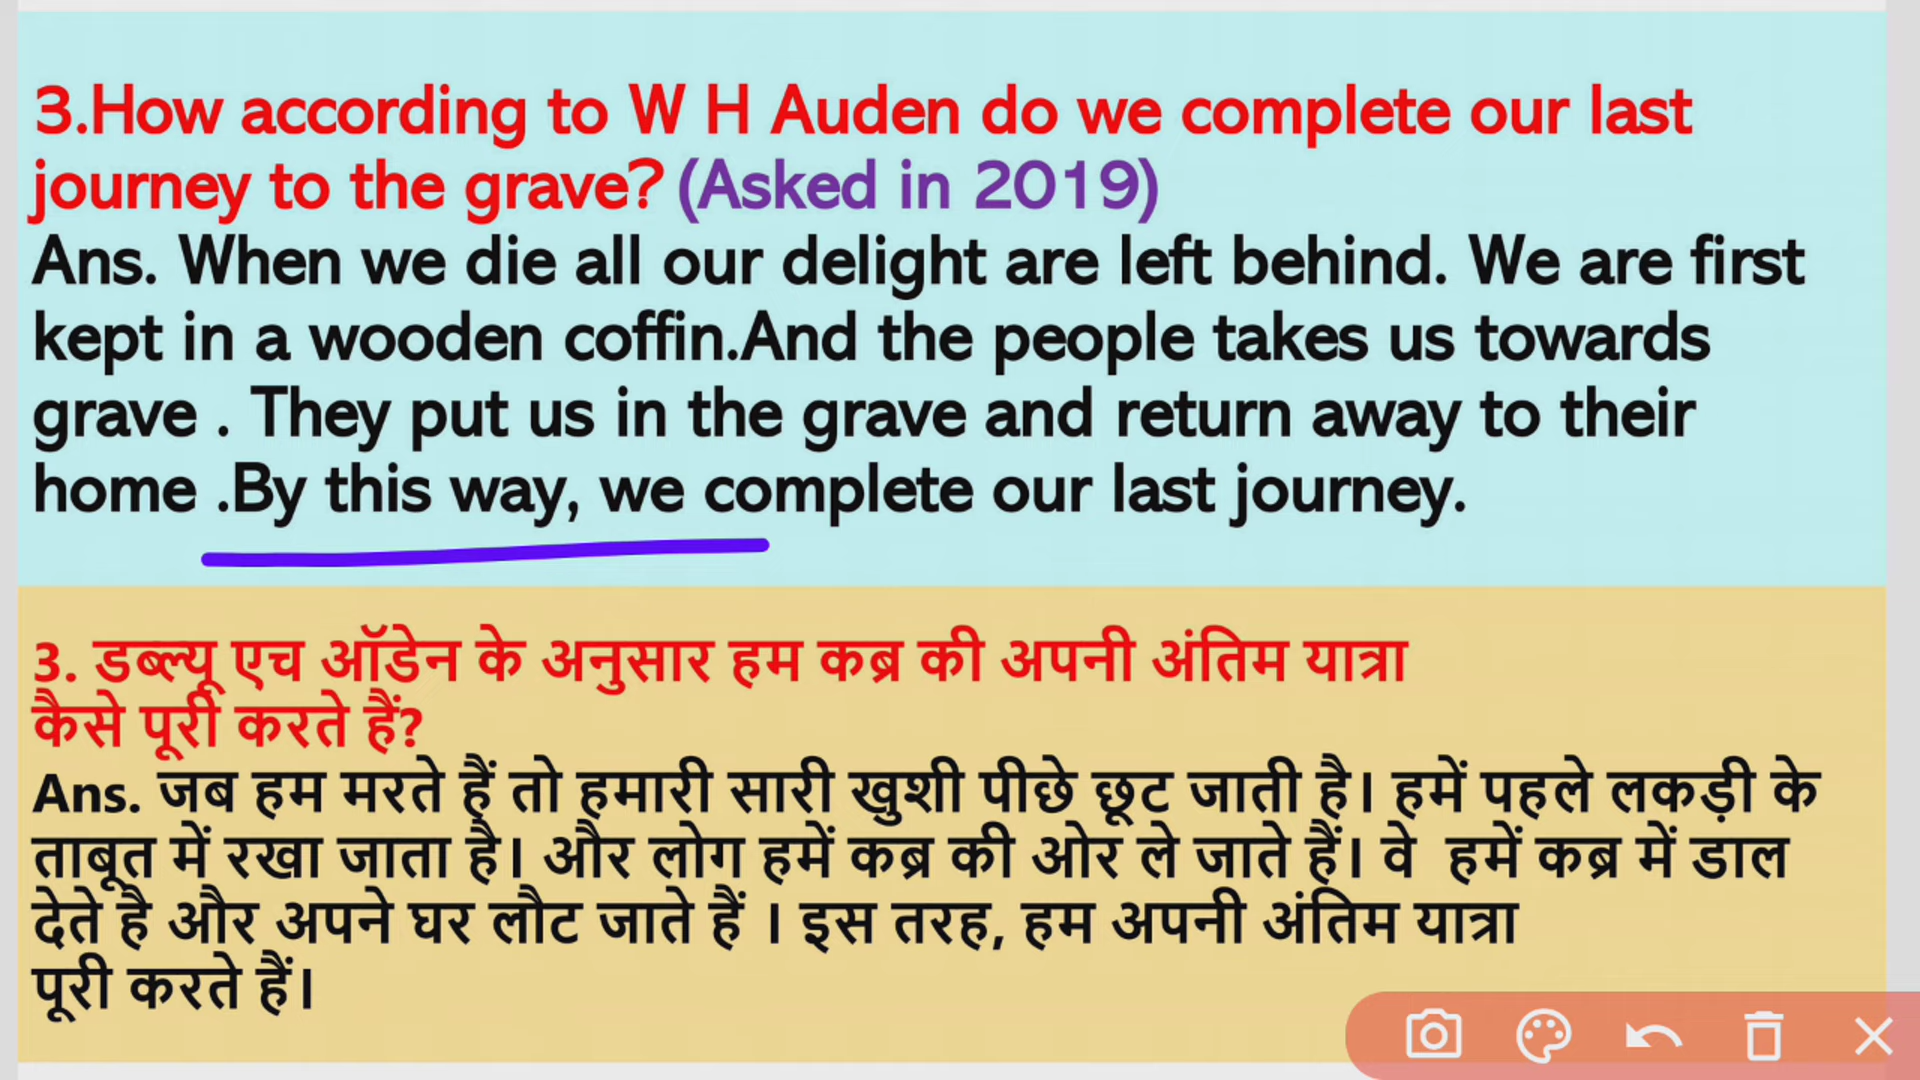 3.How according to W H Auden do we complete our last
journey to the grave? (Asked in 2019)
Ans. When we die all our delight are left behind. We are first
kept in a wooden coffin.And the people takes us towards
grave . They put us in the grave and return away to their
home .By this way, we complete our last journey.
3. डब्ल्यू एच ऑडेन के अनुसार हम कब्र की अपनी अंतिम यात्रा
कैसे पूरी करते हैं?
Ans. जब हम मरते हैं तो हमारी सारी खुशी पीछे छूट जाती है। हमें पहले लकड़ी के
ताबूत में रखा जाता है। और लोग हमें कब्र की ओर ले जाते हैं। वे हमें कब्र में डाल
देते है और अपने घर लौट जाते हैं । इस तरह, हम अपनी अंतिम यात्रा
पूरी करते हैं।